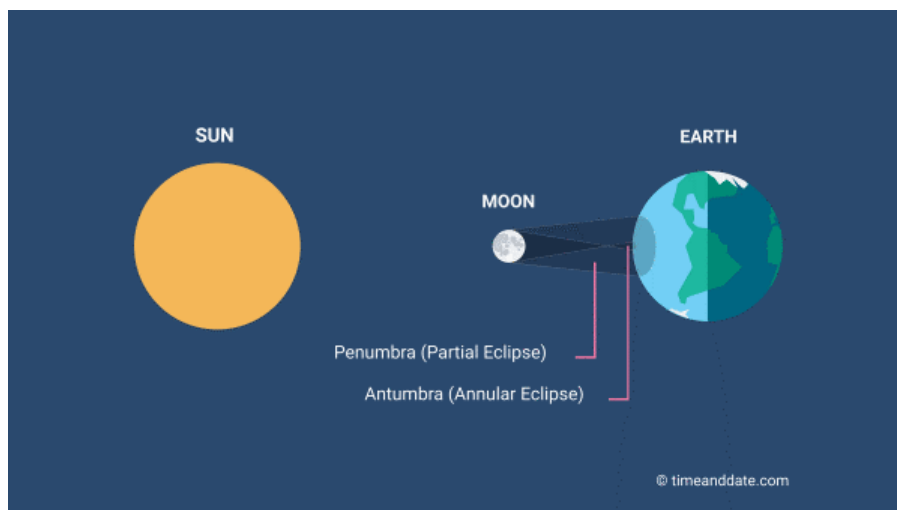 SUN
EARTH
MOON
Penumbra (Partial Eclipse)
Antumbra (Annular Eclipse)
© timeanddate.com